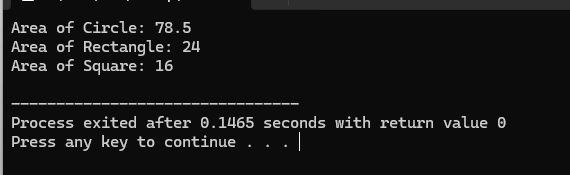 Area of Circle: 78.5
Area of Rectangle: 24
Area of Square: 16
--------------------------------
Process exited after 0.1465 seconds with return value 0
Press any key to continue . . .